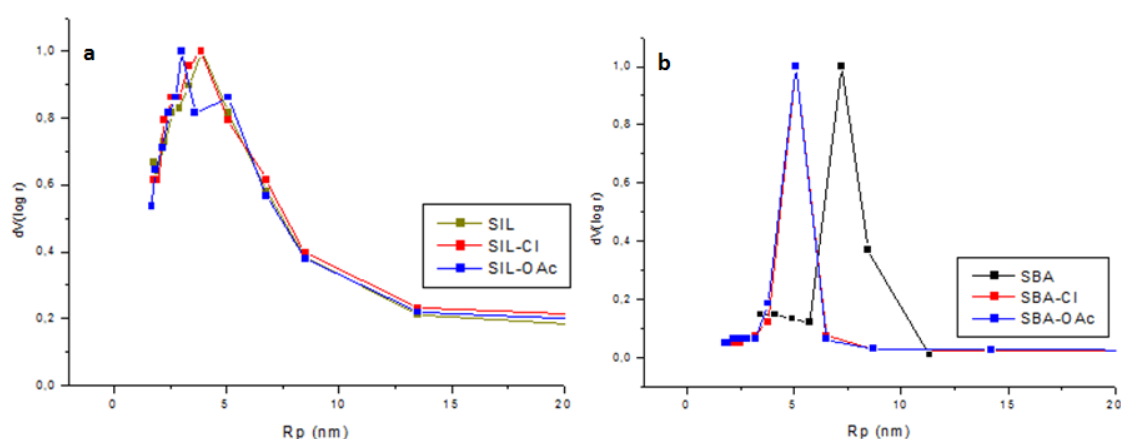 a
1,0
0,8
0,6
0,4
0,2
0,0
dV(log r)
0
5
10
15
20
Rp (nm)
SIL
SIL-Cl
SIL-OAc
b
1,0
0,8
0,6
0,4
0,2
0,0
dV(log r)
0
5
10
15
20
Rp (nm)
SBA
SBA-Cl
SBA-OAc